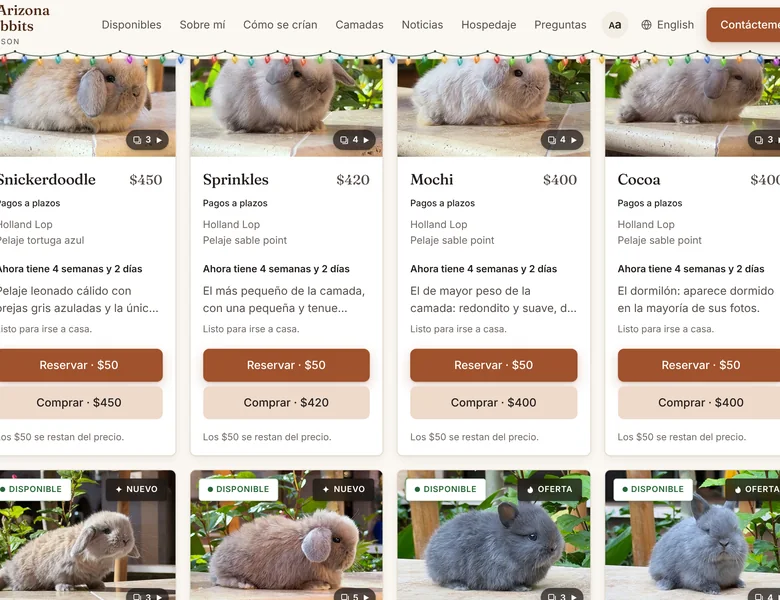 Arizona
bbits
SON
Disponibles
Sobre mí
Cómo se crían
Camadas
Noticias
Hospedaje
Preguntas
Aa
English
Contácteme
3
4
4
3
Snickerdoodle $450
Pagos a plazos
Holland Lop
Pelaje tortuga azul
Ahora tiene 4 semanas y 2 días
Pelaje leonado cálido con
orejas gris azuladas y la únic...
Listo para irse a casa.
Reservar · $50
Comprar · $450
Los $50 se restan del precio.
Sprinkles $420
Pagos a plazos
Holland Lop
Pelaje sable point
Ahora tiene 4 semanas y 2 días
El más pequeño de la camada,
con una pequeña y tenue...
Listo para irse a casa.
Reservar · $50
Comprar · $420
Los $50 se restan del precio.
Mochi $400
Pagos a plazos
Holland Lop
Pelaje sable point
Ahora tiene 4 semanas y 2 días
El de mayor peso de la
camada: redondito y suave, d...
Listo para irse a casa.
Reservar · $50
Comprar · $400
Los $50 se restan del precio.
Cocoa $400
Pagos a plazos
Holland Lop
Pelaje sable point
Ahora tiene 4 semanas y 2 días
El dormilón: aparece dormido
en la mayoría de sus fotos.
Listo para irse a casa.
Reservar · $50
Comprar · $400
Los $50 se restan del precio.
DISPONIBLE
NUEVO
3
DISPONIBLE
NUEVO
5
DISPONIBLE
OFERTA
3
DISPONIBLE
OFERTA
4